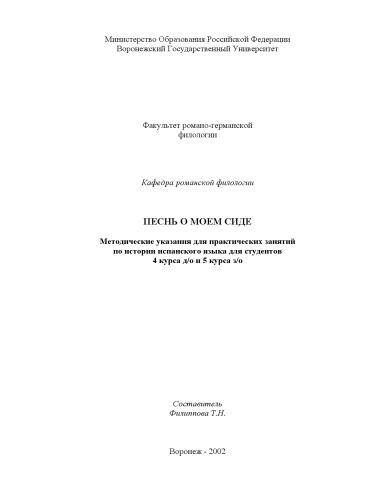 Министерство Образования Российской Федерации
Воронежский Государственный Университет
Факультет романо-германской
филологии
Кафедра романской филологии
ПЕСНЬ О МОЕМ СИДЕ
Методические указания для практических занятий
по истории испанского языка для студентов
4 курса д/о и 5 курса з/о
Составитель
Филиппова Т.Н.
Воронеж - 2002